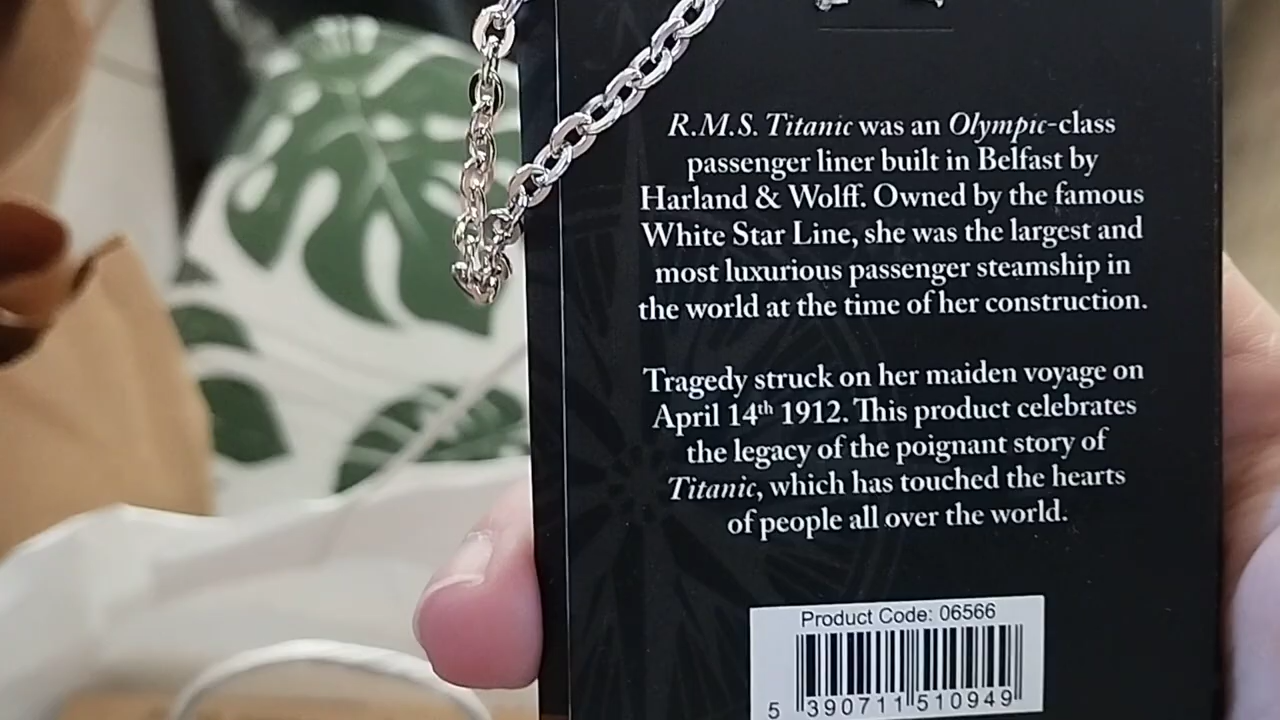 R.M.S. Titanic was an Olympic-class
passenger liner built in Belfast by
Harland & Wolff. Owned by the famous
White Star Line, she was the largest and
most luxurious passenger steamship in
the world at the time of her construction.
Tragedy struck on her maiden voyage on
April 14th 1912. This product celebrates
the legacy of the poignant story of
Titanic, which has touched the hearts
of people all over the world.
Product Code: 06566
5 390711 510949